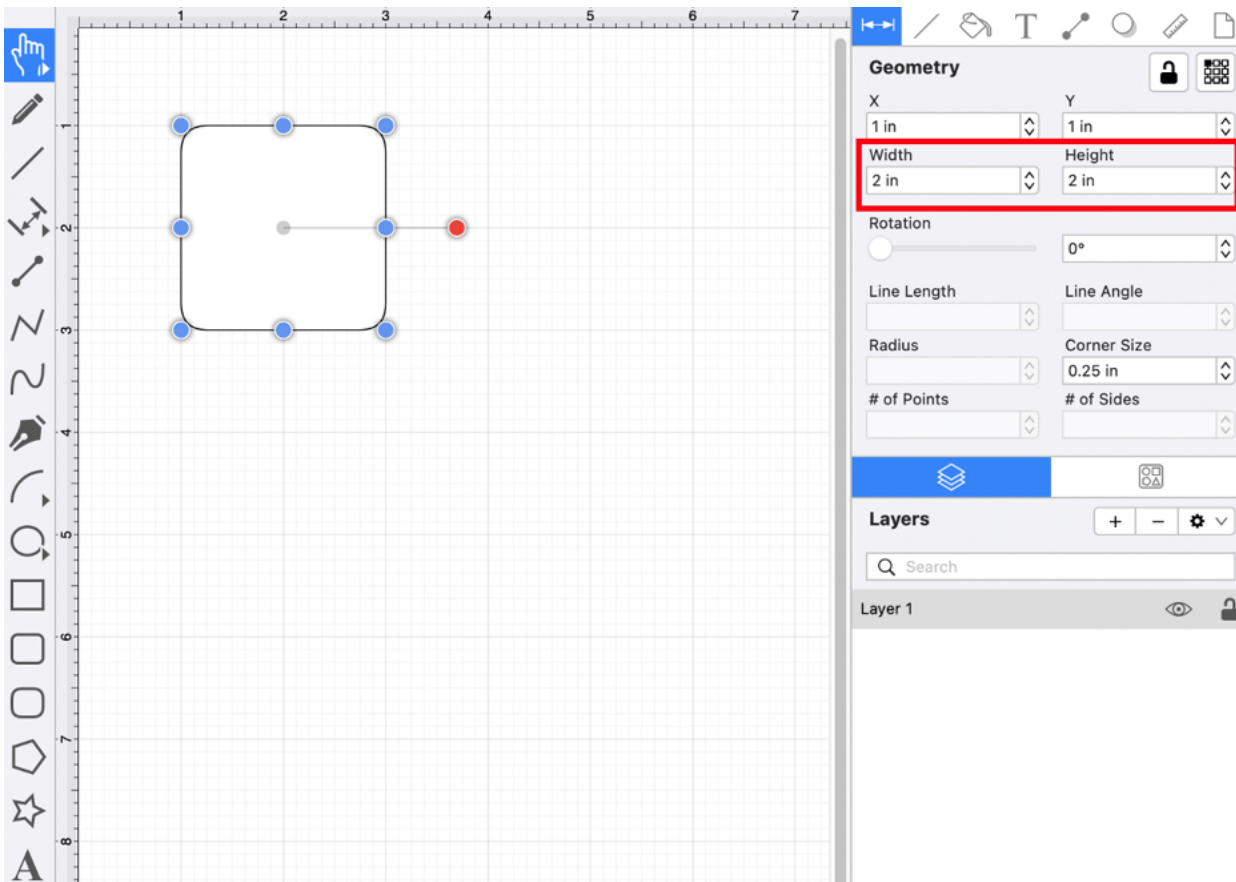 1 2 3 4 5 6 7
1
2
3
4
5
6
7
8
A
T
Geometry
X Y
1 in 1 in
Width Height
2 in 2 in
Rotation
0°
Line Length Line Angle
Radius Corner Size
0.25 in
# of Points # of Sides
Layers + −
Search
Layer 1